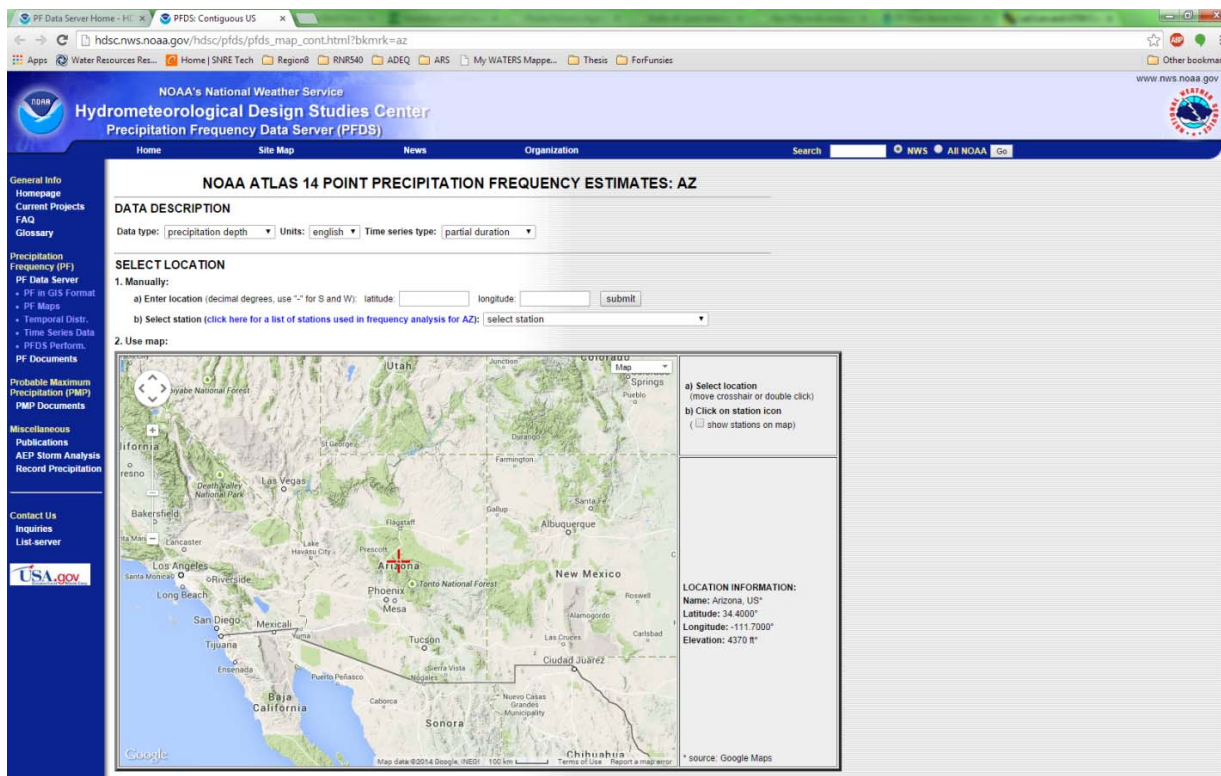 PF Data Server Home - H
PFDS: Contiguous US
hdsc.nws.noaa.gov/hdsc/pfds/pfds_map_cont.html?bkmrk=az
Apps Water Resources Res... Home | SNRE Tech Region8 RNR540 ADEQ ARS My WATERS Mappe... Thesis ForFunsies Other bookmar
www.nws.noaa.gov
NOAA
NOAA's National Weather Service
Hydrometeorological Design Studies Center
Precipitation Frequency Data Server (PFDS)
Home Site Map News Organization Search NWS All NOAA Go
General Info
Homepage
Current Projects
FAQ
Glossary
Precipitation
Frequency (PF)
PF Data Server
• PF in GIS Format
• PF Maps
• Temporal Distr.
• Time Series Data
• PFDS Perform.
PF Documents
Probable Maximum
Precipitation (PMP)
PMP Documents
Miscellaneous
Publications
AEP Storm Analysis
Record Precipitation
Contact Us
Inquiries
List-server
USA.gov
NOAA ATLAS 14 POINT PRECIPITATION FREQUENCY ESTIMATES: AZ
DATA DESCRIPTION
Data type: precipitation depth Units: english Time series type: partial duration
SELECT LOCATION
1. Manually:
a) Enter location (decimal degrees, use "-" for S and W): latitude: longitude: submit
b) Select station (click here for a list of stations used in frequency analysis for AZ): select station
2. Use map:
Utah
Junction
Colorado
Map
Springs
Pueblo
iyabe National Forest
lifornia
St George
Durango
Farmington
resno
Death Valley
National Park
Las Vegas
Santa Fe
Bakersfield
Gallup
Flagstaff
Albuquerque
Lancaster
Lake
Havasu City
Prescott
Los Angeles
Arizona
Santa Monica
Riverside
New Mexico
Tonto National Forest
Long Beach
Phoenix
Roswell
Mesa
Alamogordo
San Diego
Mexicali
Yuma
Carlsbad
Tijuana
Tucson
Las Cruces
Ciudad Juárez
Ensenada
Puerto Peñasco
Sierra Vista
Nogales
Baja
California
Caborca
Nuevo Casas
Grandes
Municipality
Sonora
Chihuahua
Google
Map data ©2014 Google, INEGI 100 km Terms of Use Report a map error
a) Select location
(move crosshair or double click)
b) Click on station icon
( show stations on map)
LOCATION INFORMATION:
Name: Arizona, US*
Latitude: 34.4000°
Longitude: -111.7000°
Elevation: 4370 ft*
* source: Google Maps